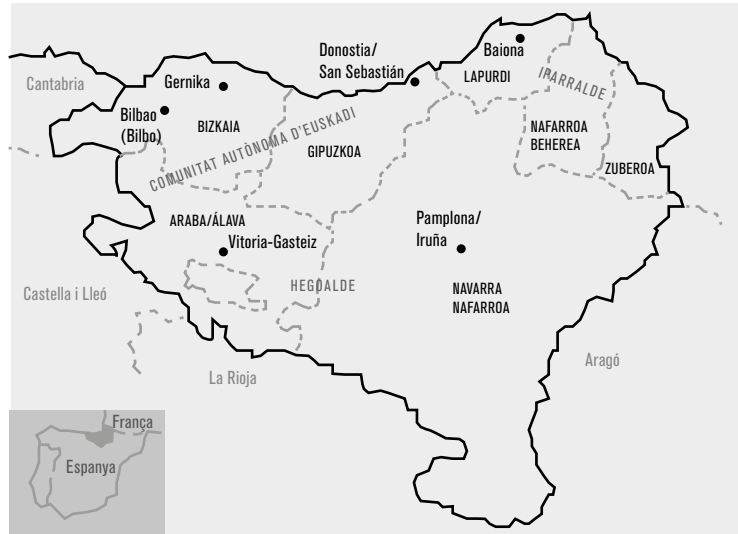 Donostia/
San Sebastián
Baiona
LAPURDI
IPARRALDE
Cantabria
Gernika
Bilbao
(Bilbo)
BIZKAIA
COMUNITAT AUTÒNOMA D'EUSKADI
GIPUZKOA
NAFARROA
BEHEREA
ZUBEROA
ARABA/ÁLAVA
Vitoria-Gasteiz
Pamplona/
Iruña
HEGOALDE
NAVARRA
NAFARROA
Castella i Lleó
La Rioja
Aragó
França
Espanya